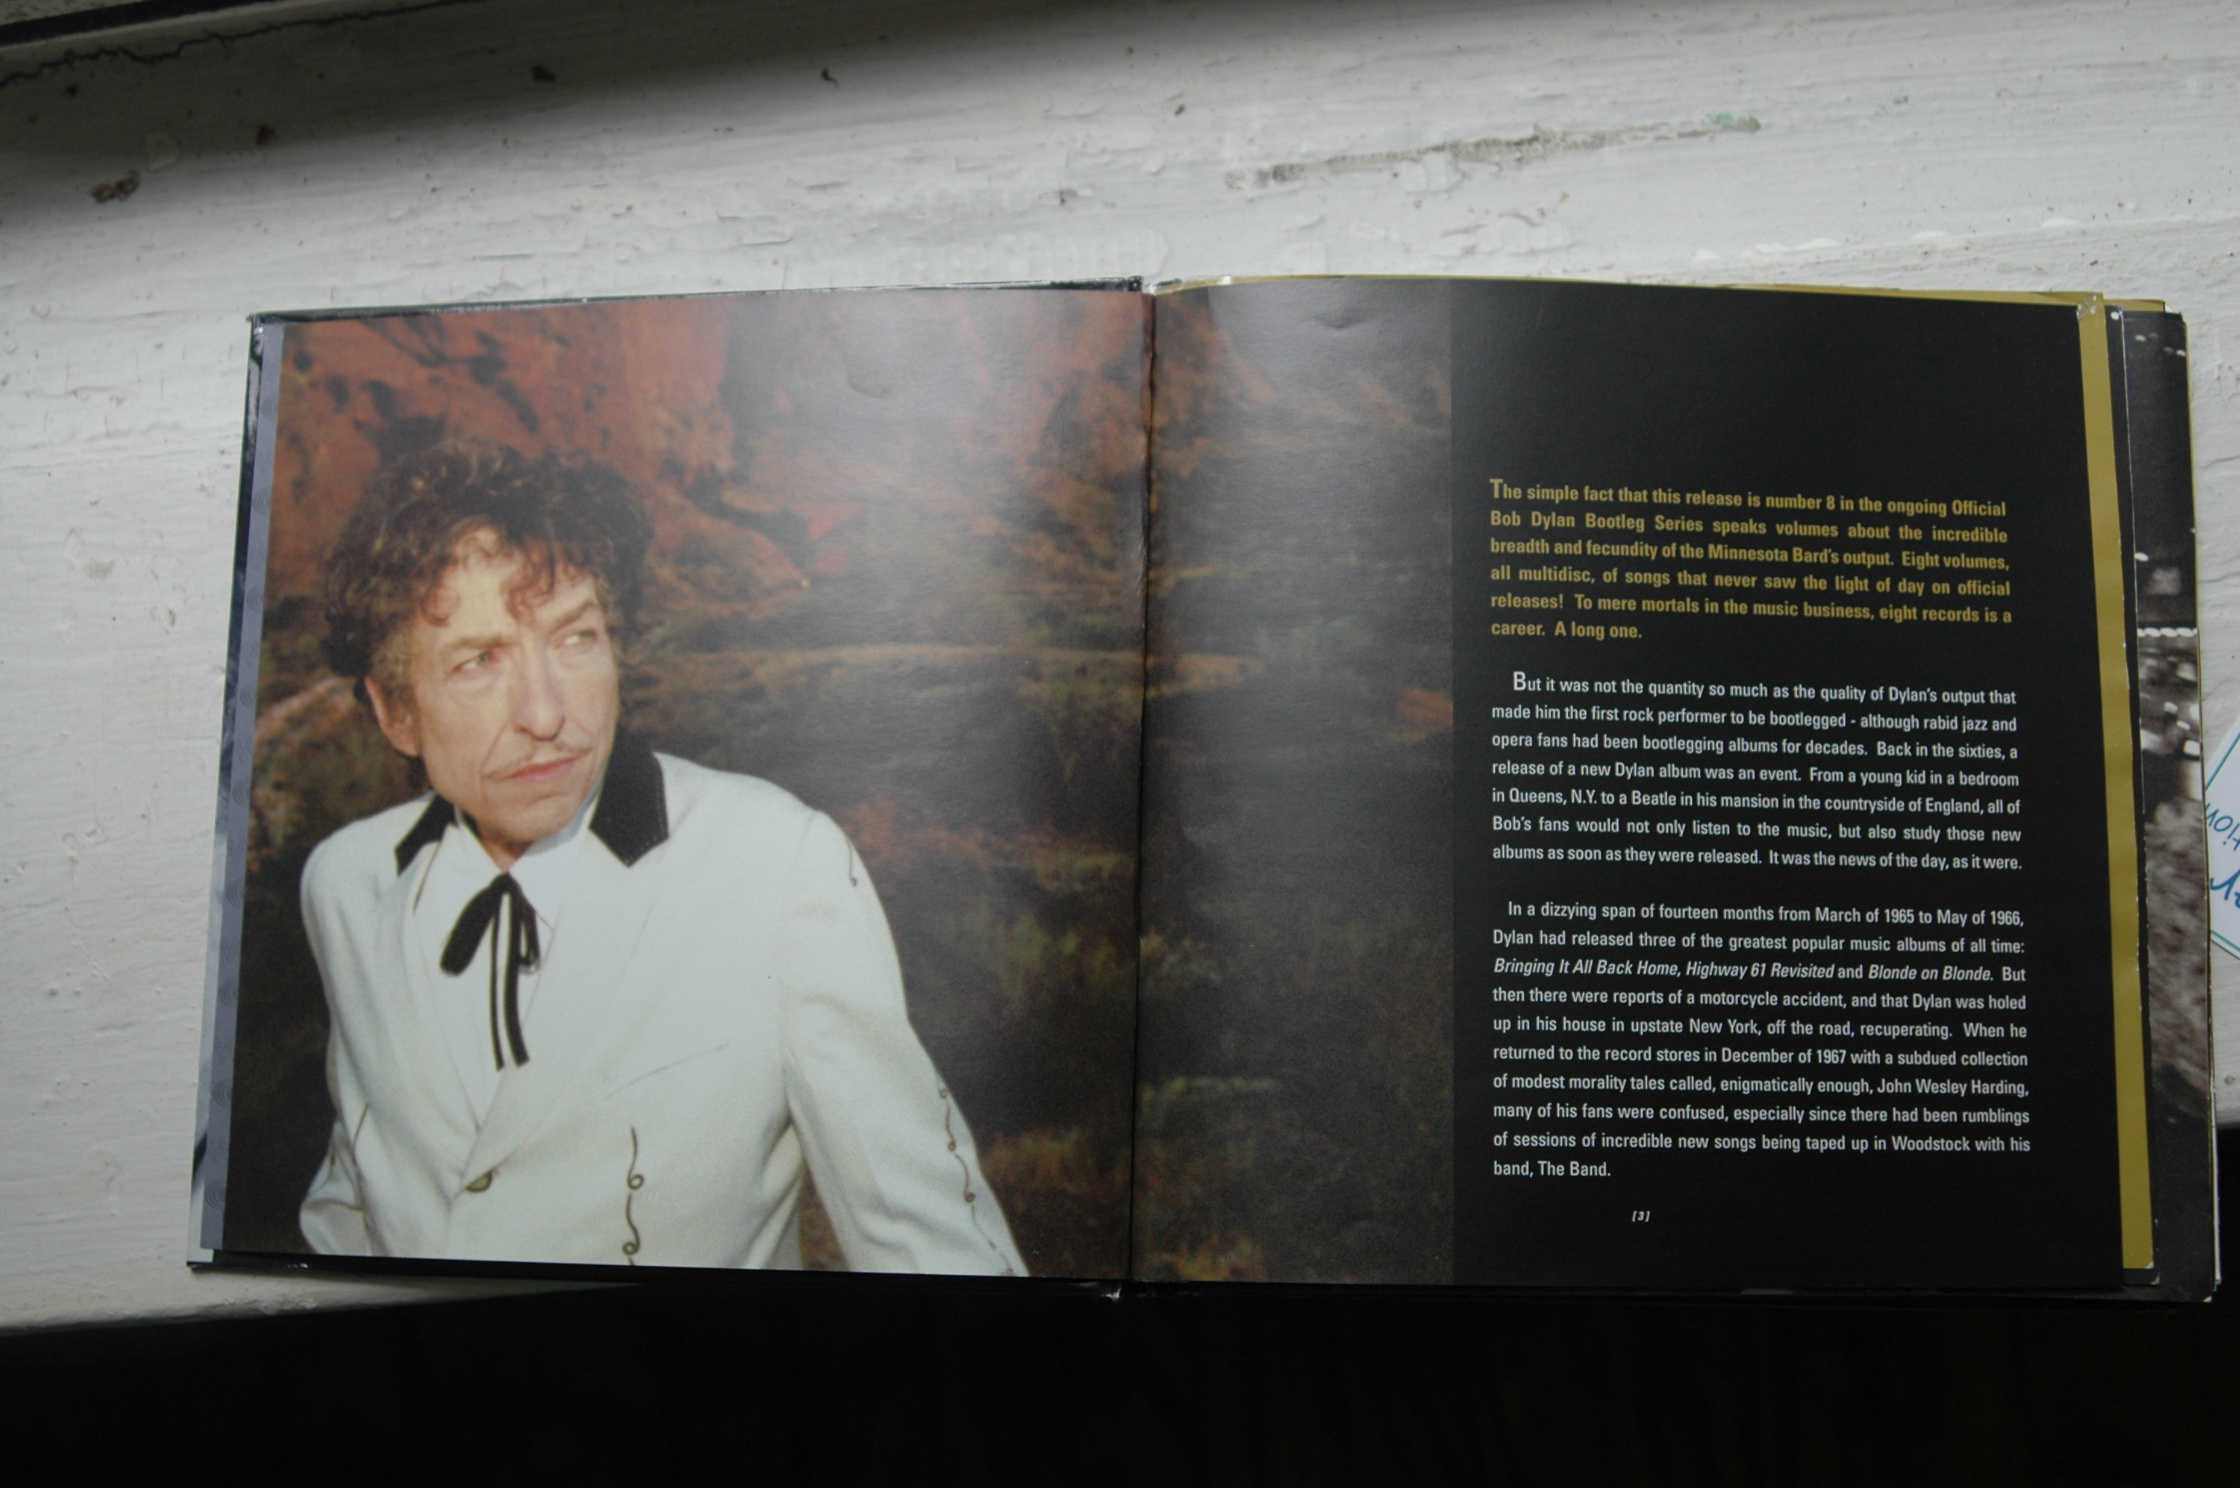 The simple fact that this release is number 8 in the ongoing Official
Bob Dylan Bootleg Series speaks volumes about the incredible
breadth and fecundity of the Minnesota Bard's output. Eight volumes,
all multidisc, of songs that never saw the light of day on official
releases! To mere mortals in the music business, eight records is a
career. A long one.
But it was not the quantity so much as the quality of Dylan's output that
made him the first rock performer to be bootlegged - although rabid jazz and
opera fans had been bootlegging albums for decades. Back in the sixties, a
release of a new Dylan album was an event. From a young kid in a bedroom
in Queens, N.Y. to a Beatle in his mansion in the countryside of England, all of
Bob's fans would not only listen to the music, but also study those new
albums as soon as they were released. It was the news of the day, as it were.
In a dizzying span of fourteen months from March of 1965 to May of 1966,
Dylan had released three of the greatest popular music albums of all time:
Bringing It All Back Home, Highway 61 Revisited and Blonde on Blonde. But
then there were reports of a motorcycle accident, and that Dylan was holed
up in his house in upstate New York, off the road, recuperating. When he
returned to the record stores in December of 1967 with a subdued collection
of modest morality tales called, enigmatically enough, John Wesley Harding,
many of his fans were confused, especially since there had been rumblings
of sessions of incredible new songs being taped up in Woodstock with his
band, The Band.
[3]